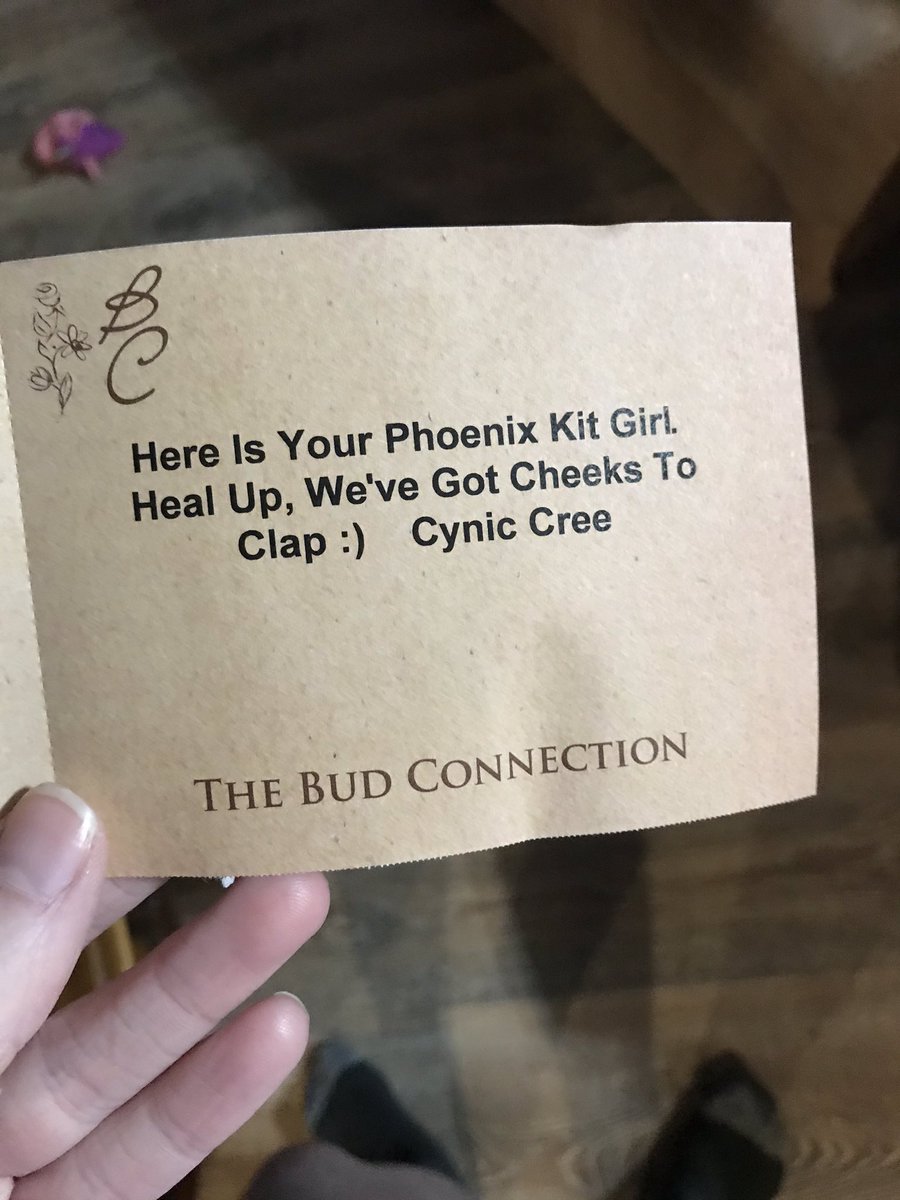 B
C
Here Is Your Phoenix Kit Girl.
Heal Up, We've Got Cheeks To
Clap :) Cynic Cree
THE BUD CONNECTION